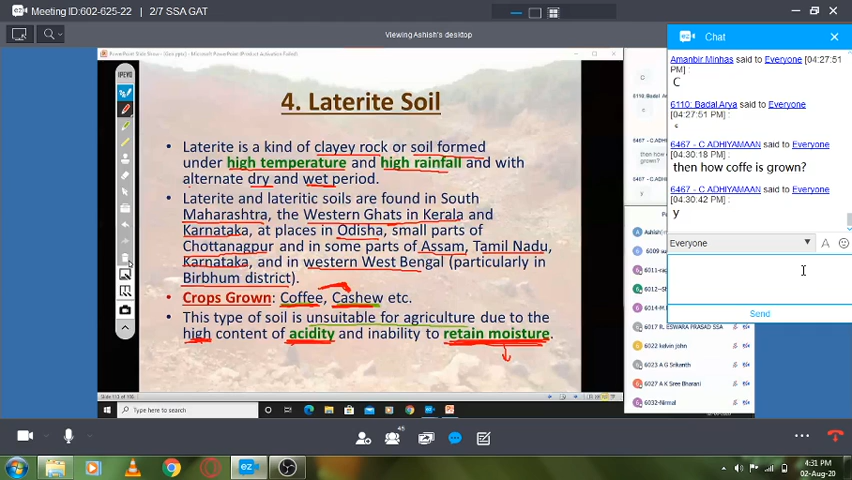 Meeting ID:602-625-22 | 2/7 SSA GAT
Viewing Ashish's desktop
Chat
4. Laterite Soil
• Laterite is a kind of clayey rock or soil formed
under high temperature and high rainfall and with
alternate dry and wet period.
• Laterite and lateritic soils are found in South
Maharashtra, the Western Ghats in Kerala and
Karnataka, at places in Odisha, small parts of
Chottanagpur and in some parts of Assam, Tamil Nadu,
Karnataka, and in western West Bengal (particularly in
Birbhum district).
• Crops Grown: Coffee, Cashew etc.
• This type of soil is unsuitable for agriculture due to the
high content of acidity and inability to retain moisture.
Type here to search
Amanbir Minhas said to Everyone [04:27:51
PM] :
C
6110: Badal Arya said to Everyone
[04:27:51 PM] :
6467 - C.ADHIYAMAAN said to Everyone
[04:30:18 PM] :
then how coffe is grown?
6467 - C.ADHIYAMAAN said to Everyone
[04:30:42 PM] :
y
Everyone
Send
6017 R. ESWARA PRASAD SSA
6022 kelvin john
6023 A G Srikanth
6027 A K Sree Bharani
6032-Nirmal
4:31 PM
02-Aug-20